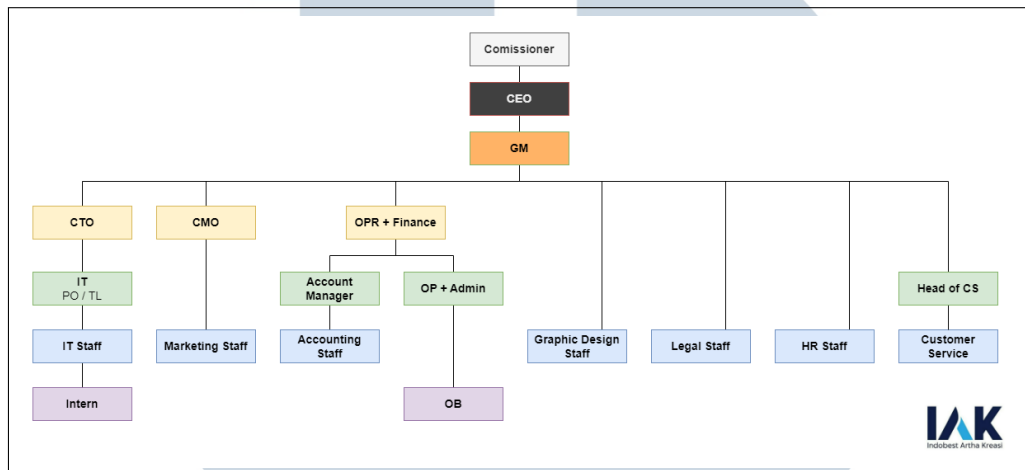 Comissioner
CEO
GM
CTO
CMO
OPR + Finance
IT
PO / TL
Account
Manager
OP + Admin
Head of CS
IT Staff
Marketing Staff
Accounting
Staff
Graphic Design
Staff
Legal Staff
HR Staff
Customer
Service
Intern
OB
IAK
Indobest Artha Kreasi